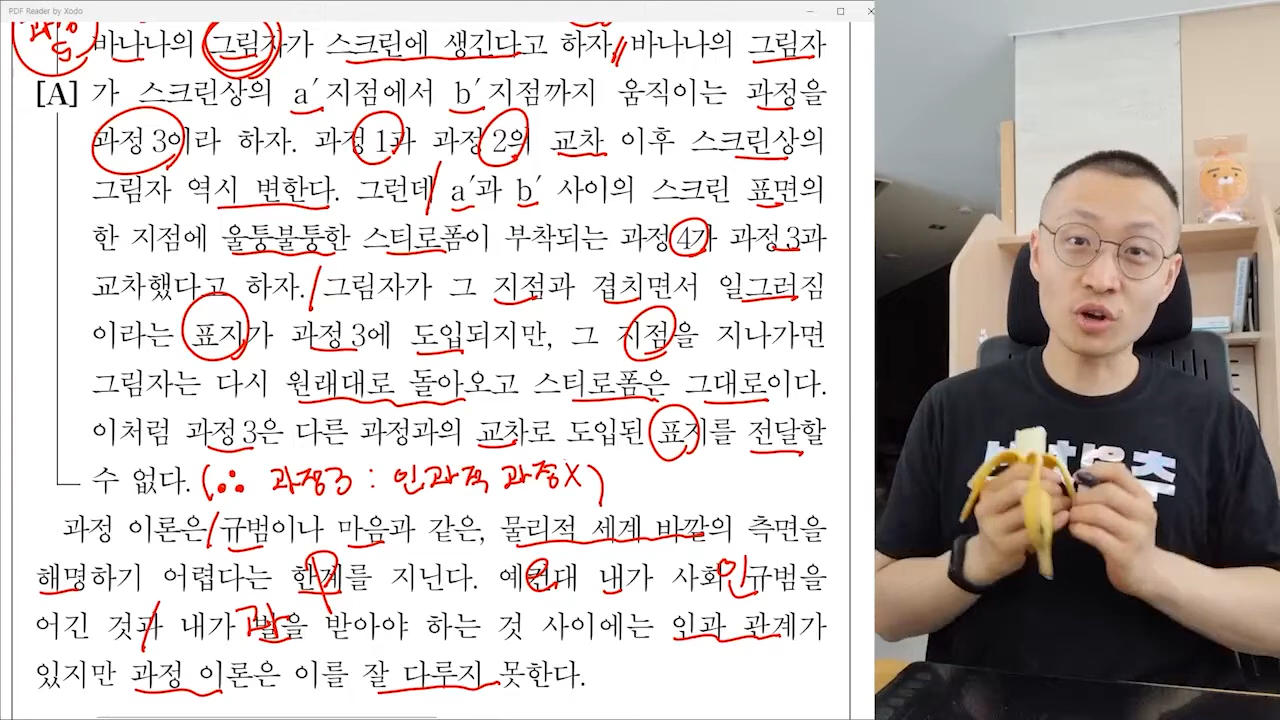 PDF Reader by Xodo
과정 5
바나나의 그림자가 스크린에 생긴다고 하자. 바나나의 그림자
[A] 가 스크린상의 a′지점에서 b′지점까지 움직이는 과정을
과정 3이라 하자. 과정 1과 과정 2의 교차 이후 스크린상의
그림자 역시 변한다. 그런데 a′과 b′ 사이의 스크린 표면의
한 지점에 울퉁불퉁한 스티로폼이 부착되는 과정 4가 과정 3과
교차했다고 하자. 그림자가 그 지점과 겹치면서 일그러짐
이라는 표지가 과정 3에 도입되지만, 그 지점을 지나가면
그림자는 다시 원래대로 돌아오고 스티로폼은 그대로이다.
이처럼 과정 3은 다른 과정과의 교차로 도입된 표지를 전달할
수 없다. (∴ 과정3 : 인과적 과정X)
과정 이론은 규범이나 마음과 같은, 물리적 세계 바깥의 측면을
해명하기 어렵다는 한계를 지닌다. 예컨대 내가 사회 규범을
인
어긴 것과 내가 벌을 받아야 하는 것 사이에는 인과 관계가
과
있지만 과정 이론은 이를 잘 다루지 못한다.